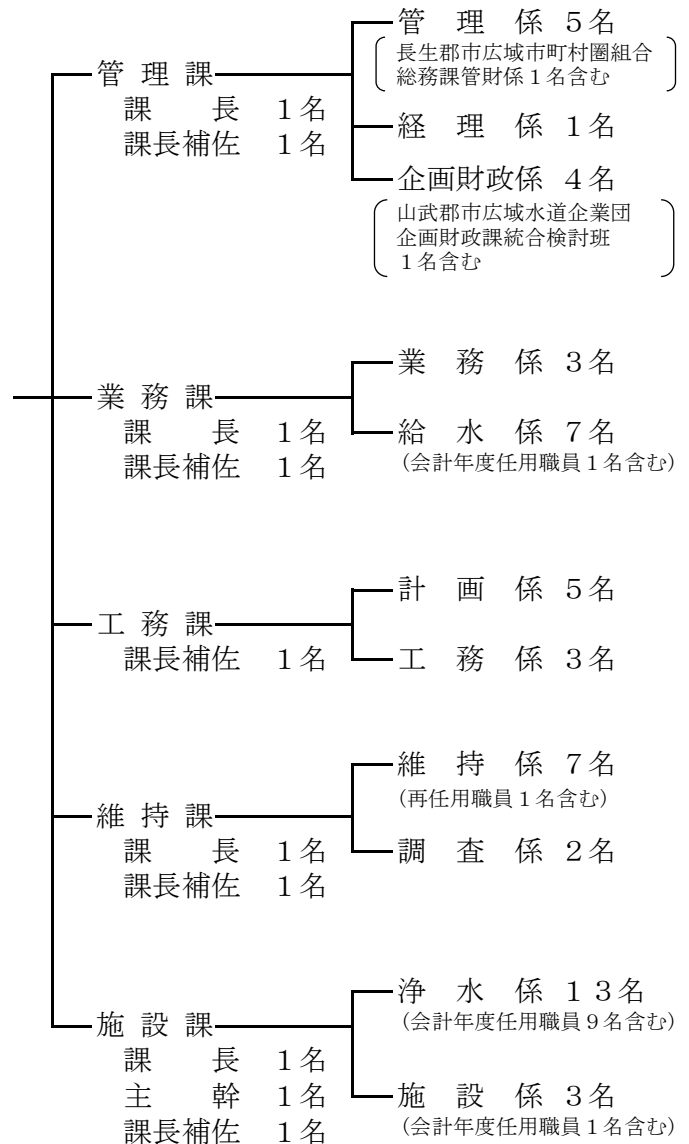 管理課
課長 1名
課長補佐 1名
管理係 5名
長生郡市広域市町村圏組合
総務課管財係1名含む
経理係 1名
企画財政係 4名
山武郡市広域水道企業団
企画財政課統合検討班
1名含む
業務課
課長 1名
課長補佐 1名
業務係 3名
給水係 7名
(会計年度任用職員1名含む)
工務課
課長補佐 1名
計画係 5名
工務係 3名
維持課
課長 1名
課長補佐 1名
維持係 7名
(再任用職員1名含む)
調査係 2名
施設課
課長 1名
主幹 1名
課長補佐 1名
浄水係 13名
(会計年度任用職員9名含む)
施設係 3名
(会計年度任用職員1名含む)